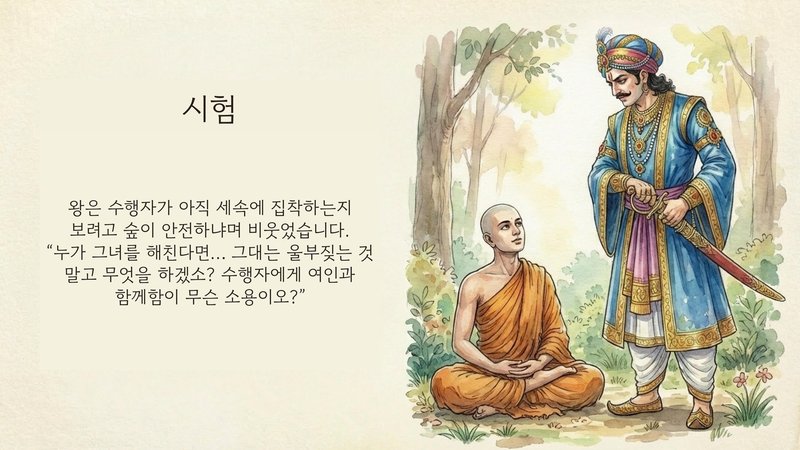 시험
왕은 수행자가 아직 세속에 집착하는지
보려고 숲이 안전하냐며 비웃었습니다.
“누가 그녀를 해친다면... 그대는 울부짖는 것
말고 무엇을 하겠소? 수행자에게 여인과
함께함이 무슨 소용이오?”